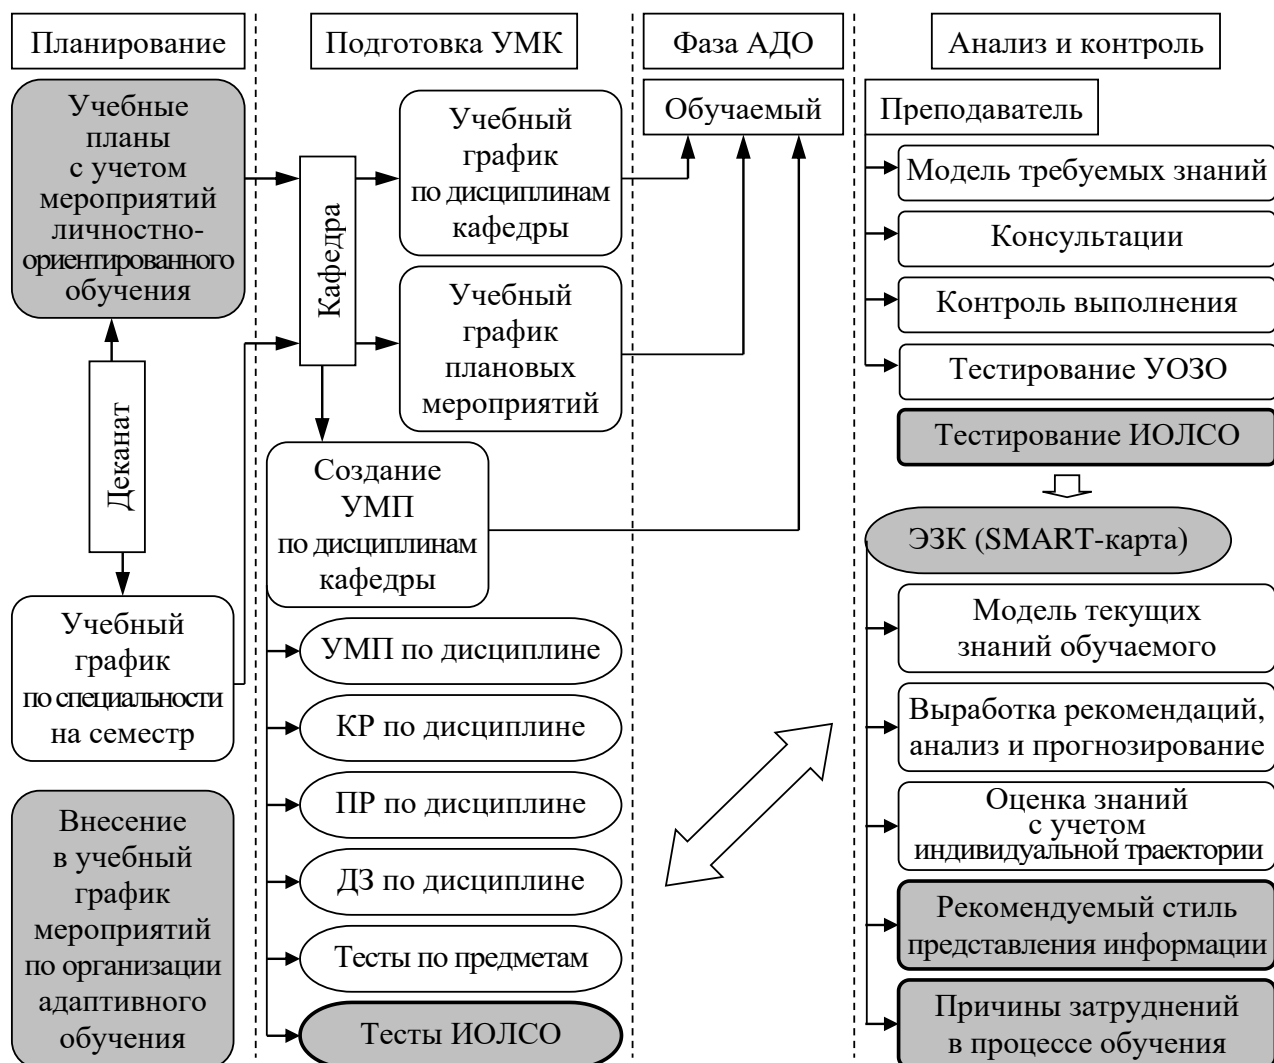 Планирование
Учебные
планы
с учетом
мероприятий
личностно-
ориентированного
обучения
Деканат
Учебный
график
по специальности
на семестр
Внесение
в учебный
график
мероприятий
по организации
адаптивного
обучения
Подготовка УМК
Кафедра
Учебный
график
по дисциплинам
кафедры
Учебный
график
плановых
мероприятий
Создание
УМП
по дисциплинам
кафедры
УМП по дисциплине
КР по дисциплине
ПР по дисциплине
ДЗ по дисциплине
Тесты по предметам
Тесты ИОЛСО
Фаза АДО
Обучаемый
Анализ и контроль
Преподаватель
Модель требуемых знаний
Консультации
Контроль выполнения
Тестирование УОЗО
Тестирование ИОЛСО
ЭЗК (SMART-карта)
Модель текущих
знаний обучаемого
Выработка рекомендаций,
анализ и прогнозирование
Оценка знаний
с учетом
индивидуальной траектории
Рекомендуемый стиль
представления информации
Причины затруднений
в процессе обучения